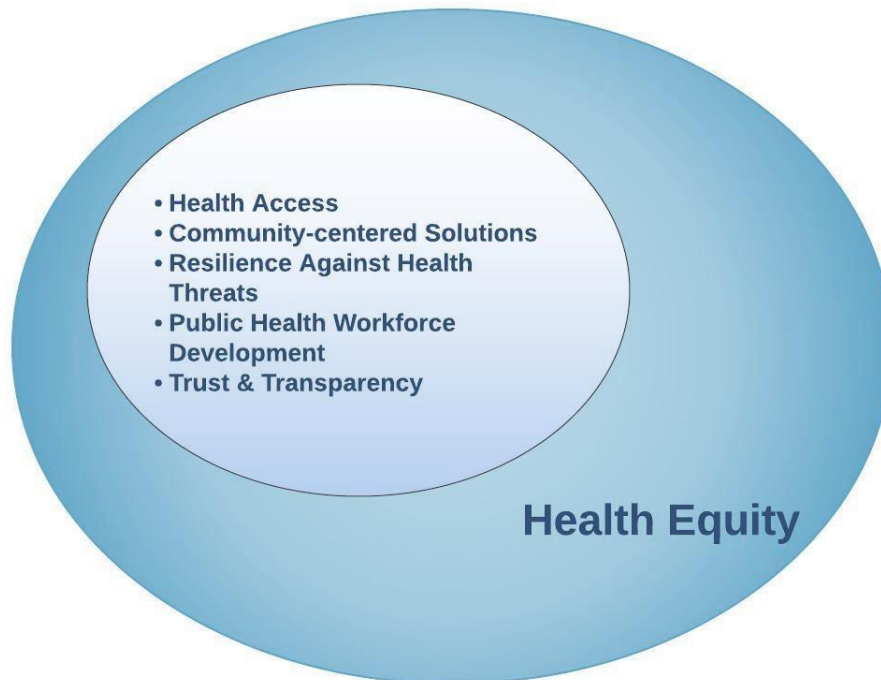 • Health Access
• Community-centered Solutions
• Resilience Against Health
Threats
• Public Health Workforce
Development
• Trust & Transparency
Health Equity